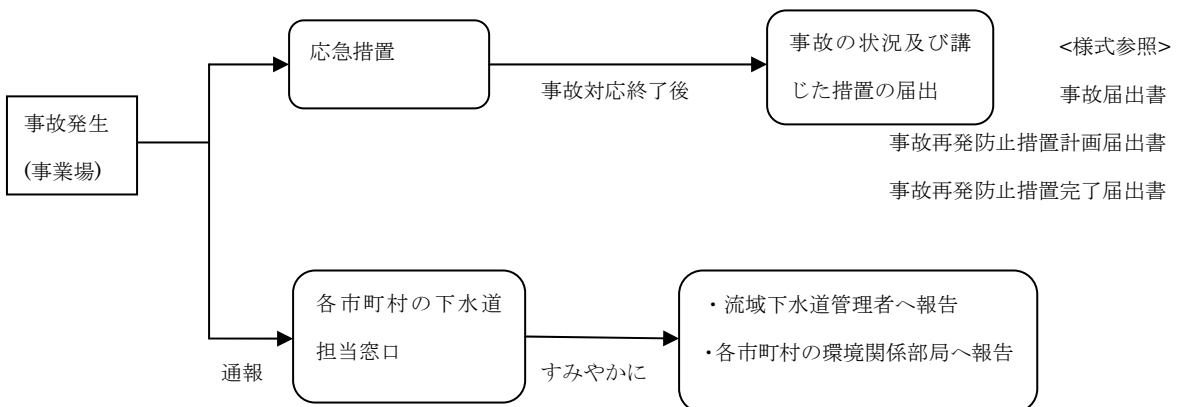 事故発生
(事業場)
応急措置
事故対応終了後
事故の状況及び講
じた措置の届出
<様式参照>
事故届出書
事故再発防止措置計画届出書
事故再発防止措置完了届出書
通報
各市町村の下水道
担当窓口
すみやかに
・流域下水道管理者へ報告
・各市町村の環境関係部局へ報告